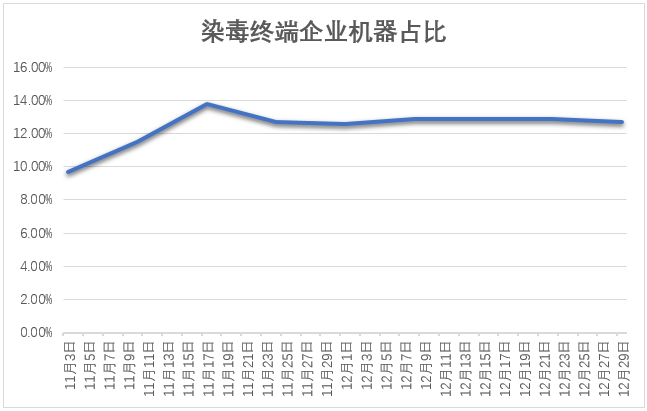 染毒终端企业机器占比
16.00%
14.00%
12.00%
10.00%
8.00%
6.00%
4.00%
2.00%
0.00%
11月3日
11月5日
11月7日
11月9日
11月11日
11月13日
11月15日
11月17日
11月19日
11月21日
11月23日
11月25日
11月27日
11月29日
12月1日
12月3日
12月5日
12月7日
12月9日
12月11日
12月13日
12月15日
12月17日
12月19日
12月21日
12月23日
12月25日
12月27日
12月29日